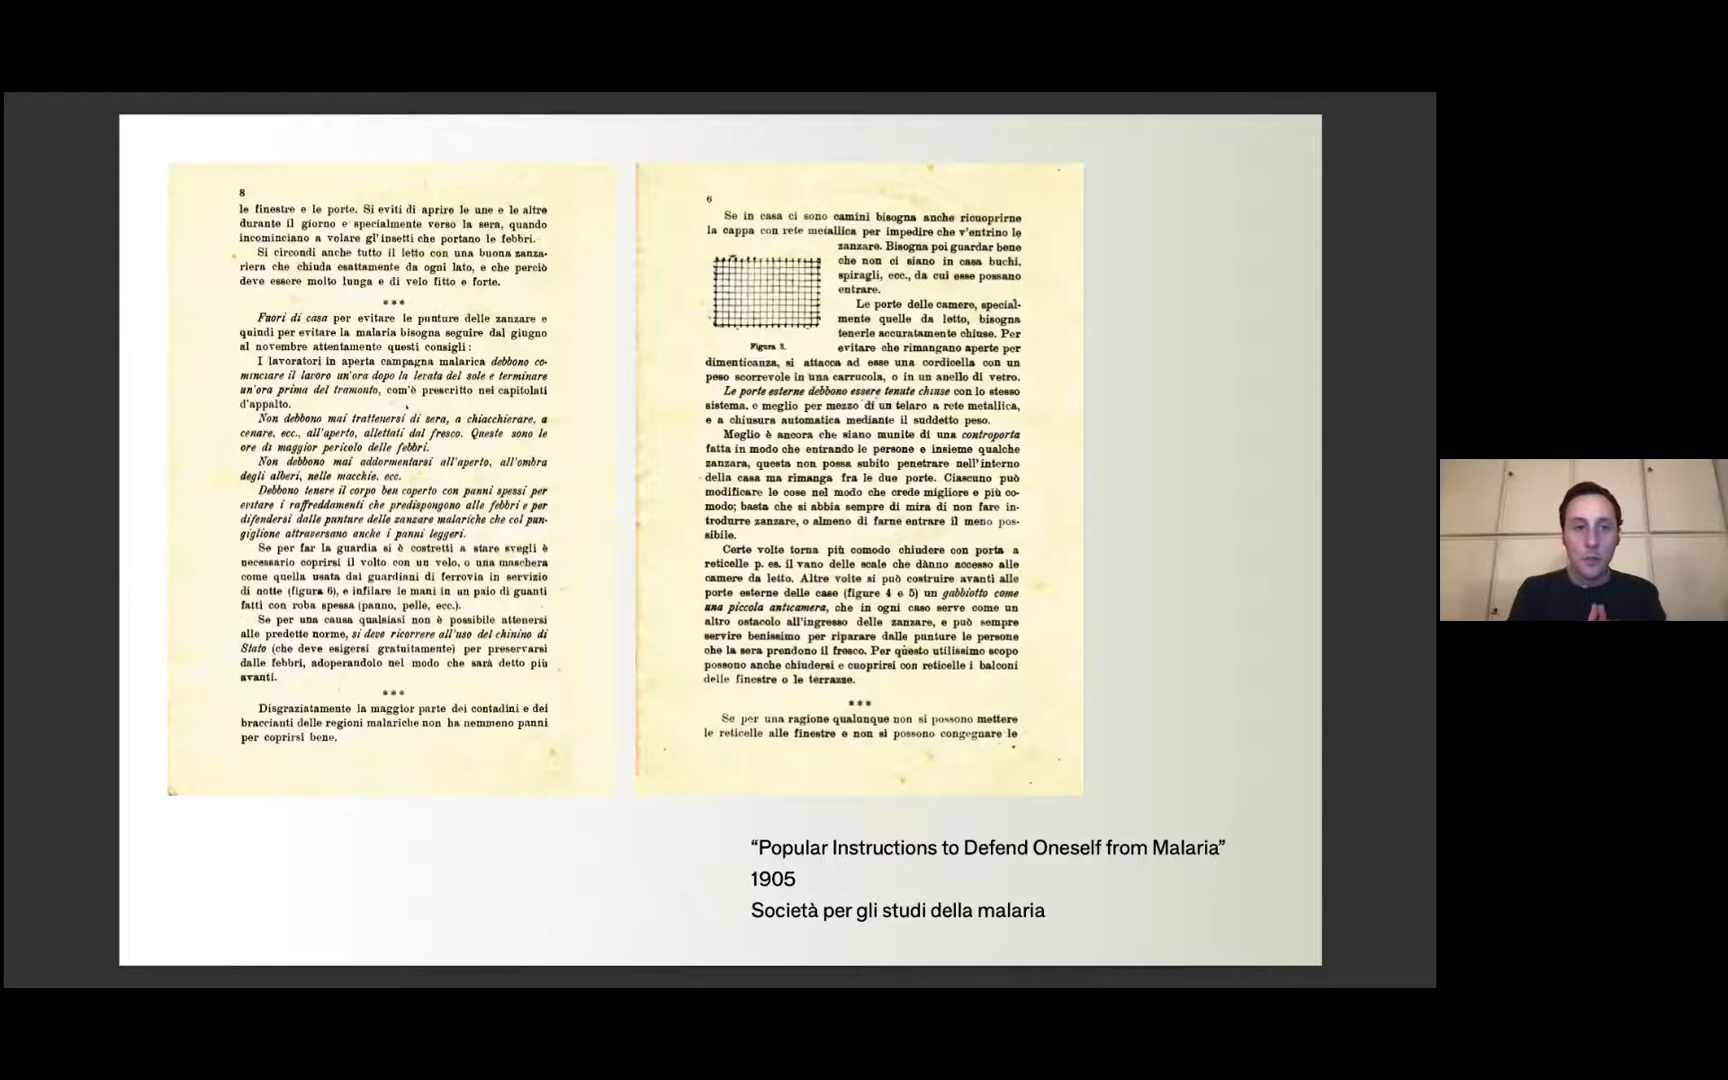 8
le finestre e le porte. Si eviti di aprire le une e le altre
durante il giorno e specialmente verso la sera, quando
incominciano a volare gl'insetti che portano le febbri.
Si circondi anche tutto il letto con una buona zanza-
riera che chiuda esattamente da ogni lato, e che perciò
deve essere molto lunga e di velo fitto e forte.
***
Fuori di casa per evitare le punture delle zanzare e
quindi per evitare la malaria bisogna seguire dal giugno
al novembre attentamente questi consigli:
I lavoratori in aperta campagna malarica debbono co-
minciare il lavoro un'ora dopo la levata del sole e terminare
un'ora prima del tramonto, com'è prescritto nei capitolati
d'appalto.
Non debbono mai trattenersi di sera, a chiacchierare, a
cenare, ecc., all'aperto, allettati dal fresco. Queste sono le
ore di maggior pericolo delle febbri.
Non debbono mai addormentarsi all'aperto, all'ombra
degli alberi, nelle macchie, ecc.
Debbono tenere il corpo ben coperto con panni spessi per
evitare i raffreddamenti che predispongono alle febbri e per
difendersi dalle punture delle zanzare malariche che col pun-
giglione attraversano anche i panni leggeri.
Se per far la guardia si è costretti a stare svegli è
necessario coprirsi il volto con un velo, o una maschera
come quella usata dai guardiani di ferrovia in servizio
di notte (figura 6), e infilare le mani in un paio di guanti
fatti con roba spessa (panno, pelle, ecc.).
Se per una causa qualsiasi non è possibile attenersi
alle predette norme, si deve ricorrere all'uso del chinino di
Stato (che deve esigersi gratuitamente) per preservarsi
dalle febbri, adoperandolo nel modo che sarà detto più
avanti.
***
Disgraziatamente la maggior parte dei contadini e dei
braccianti delle regioni malariche non ha nemmeno panni
per coprirsi bene.
6
Se in casa ci sono camini bisogna anche ricuoprirne
la cappa con rete metallica per impedire che v'entrino le
zanzare. Bisogna poi guardar bene
che non ci siano in casa buchi,
spiragli, ecc., da cui esse possano
entrare.
Le porte delle camere, special-
mente quelle da letto, bisogna
tenerle accuratamente chiuse. Per
Figura 3.
evitare che rimangano aperte per
dimenticanza, si attacca ad esse una cordicella con un
peso scorrevole in una carrucola, o in un anello di vetro.
Le porte esterne debbono essere tenute chiuse con lo stesso
sistema, e meglio per mezzo di un telaro a rete metallica,
e a chiusura automatica mediante il suddetto peso.
Meglio è ancora che siano munite di una controporta
fatta in modo che entrando le persone e insieme qualche
zanzara, questa non possa subito penetrare nell'interno
della casa ma rimanga fra le due porte. Ciascuno può
modificare le cose nel modo che crede migliore e più co-
modo; basta che si abbia sempre di mira di non fare in-
trodurre zanzare, o almeno di farne entrare il meno pos-
sibile.
Certe volte torna più comodo chiudere con porta a
reticelle p. es. il vano delle scale che dànno accesso alle
camere da letto. Altre volte si può costruire avanti alle
porte esterne delle case (figure 4 e 5) un gabbiotto come
una piccola anticamera, che in ogni caso serve come un
altro ostacolo all'ingresso delle zanzare, e può sempre
servire benissimo per riparare dalle punture le persone
che la sera prendono il fresco. Per questo utilissimo scopo
possono anche chiudersi e cuoprirsi con reticelle i balconi
delle finestre o le terrazze.
***
Se per una ragione qualunque non si possono mettere
le reticelle alle finestre e non si possono congegnare le
“Popular Instructions to Defend Oneself from Malaria”
1905
Società per gli studi della malaria